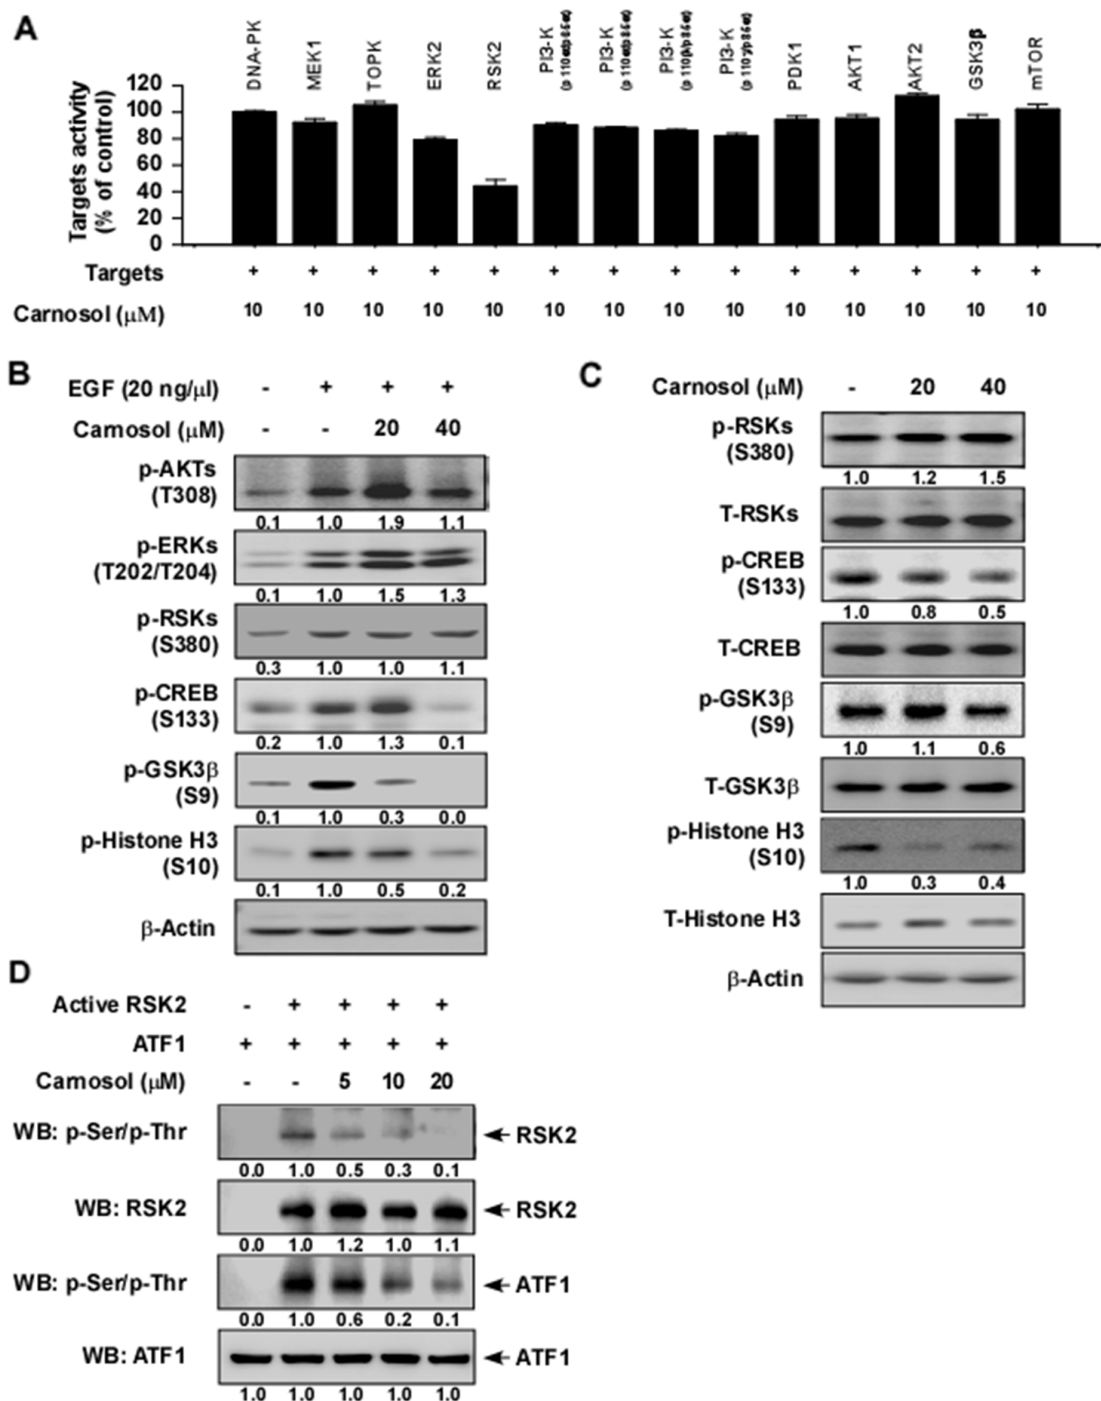 A
DNA-PK MEK1 TOPK ERK2 RSK2 PI3-K PI3-K PI3-K PI3-K PDK1 AKT1 AKT2 GSK3β mTOR
Targets activity
(% of control)
120
100
80
60
40
20
0
Targets + + + + + + + + + + + + + +
Carnosol (μM) 10 10 10 10 10 10 10 10 10 10 10 10 10 10
B
EGF (20 ng/μl) - + + +
Carnosol (μM) - - 20 40
p-AKTs
(T308)
0.1 1.0 1.9 1.1
p-ERKs
(T202/T204)
0.1 1.0 1.5 1.3
p-RSKs
(S380)
0.3 1.0 1.0 1.1
p-CREB
(S133)
0.2 1.0 1.3 0.1
p-GSK3β
(S9)
0.1 1.0 0.3 0.0
p-Histone H3
(S10)
0.1 1.0 0.5 0.2
β-Actin
C
Carnosol (μM) - 20 40
p-RSKs
(S380)
1.0 1.2 1.5
T-RSKs
p-CREB
(S133)
1.0 0.8 0.5
T-CREB
p-GSK3β
(S9)
1.0 1.1 0.6
T-GSK3β
p-Histone H3
(S10)
1.0 0.3 0.4
T-Histone H3
β-Actin
D
Active RSK2 - + + + +
ATF1 + + + + +
Carnosol (μM) - - 5 10 20
WB: p-Ser/p-Thr RSK2
0.0 1.0 0.5 0.3 0.1
WB: RSK2 RSK2
0.0 1.0 1.2 1.0 1.1
WB: p-Ser/p-Thr ATF1
0.0 1.0 0.6 0.2 0.1
WB: ATF1 ATF1
1.0 1.0 1.0 1.0 1.0